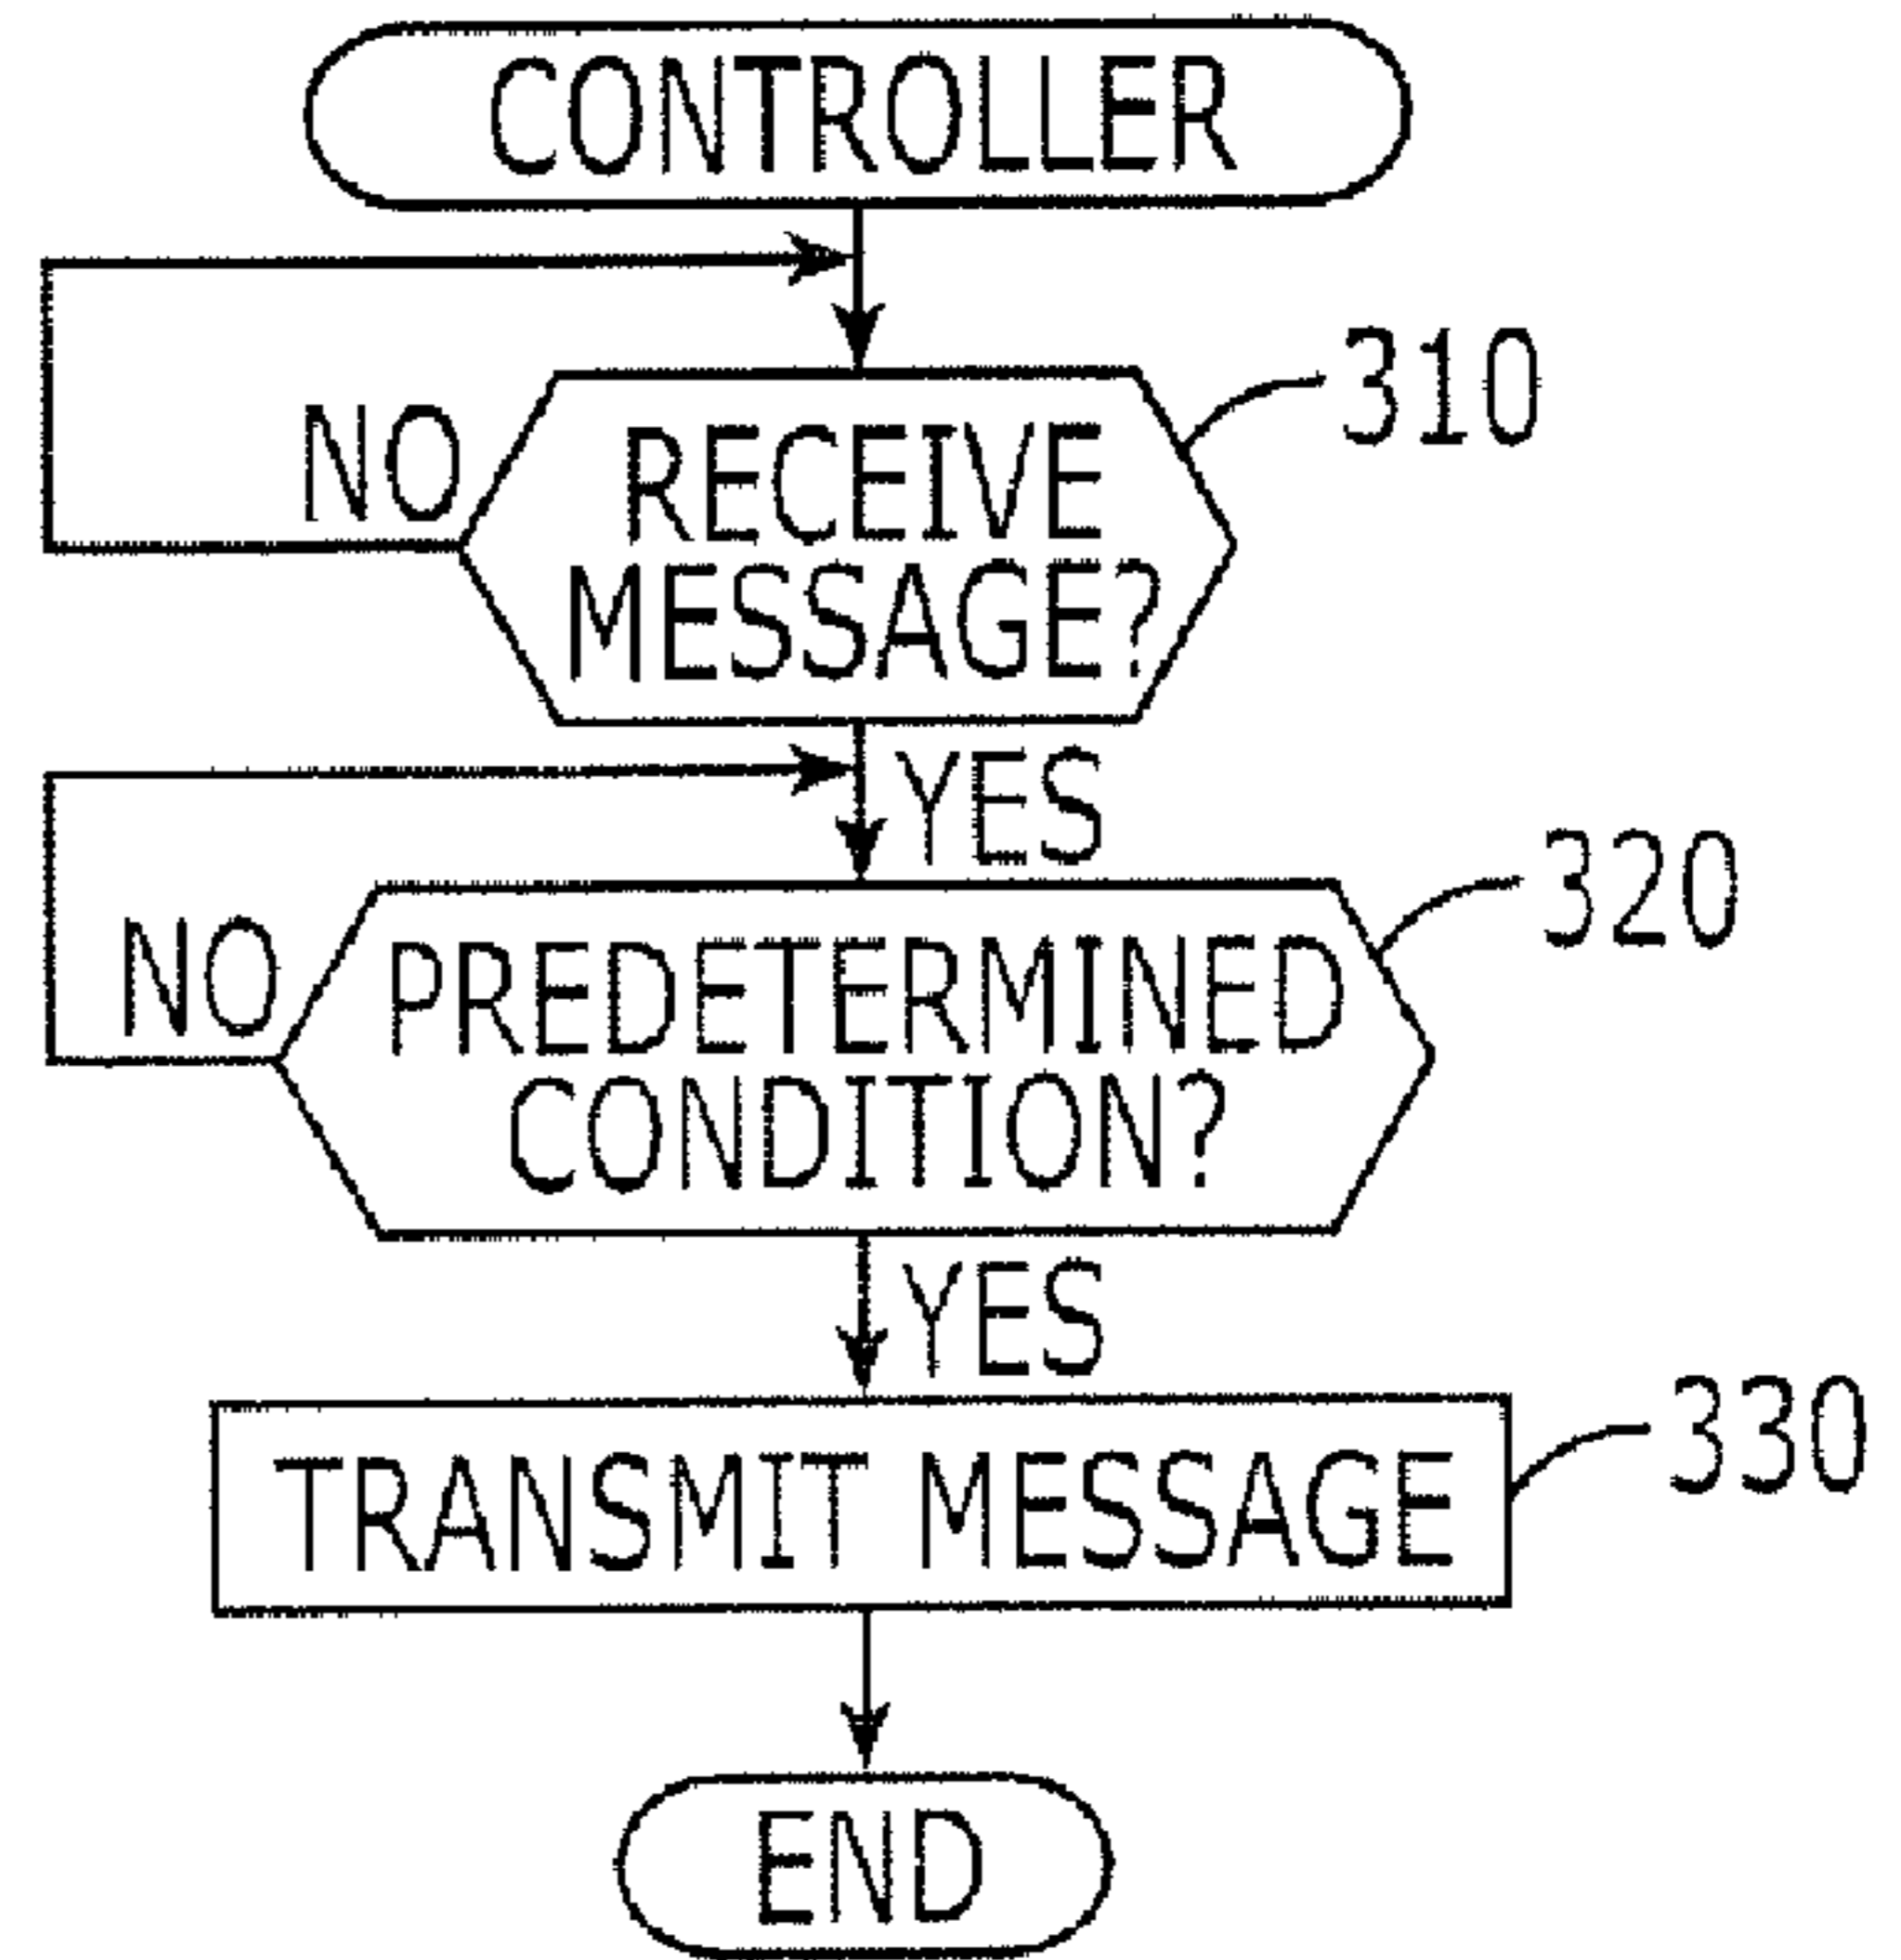 CONTROLLER
310
NO
RECEIVE
MESSAGE?
YES
320
NO
PREDETERMINED
CONDITION?
YES
330
TRANSMIT MESSAGE
END